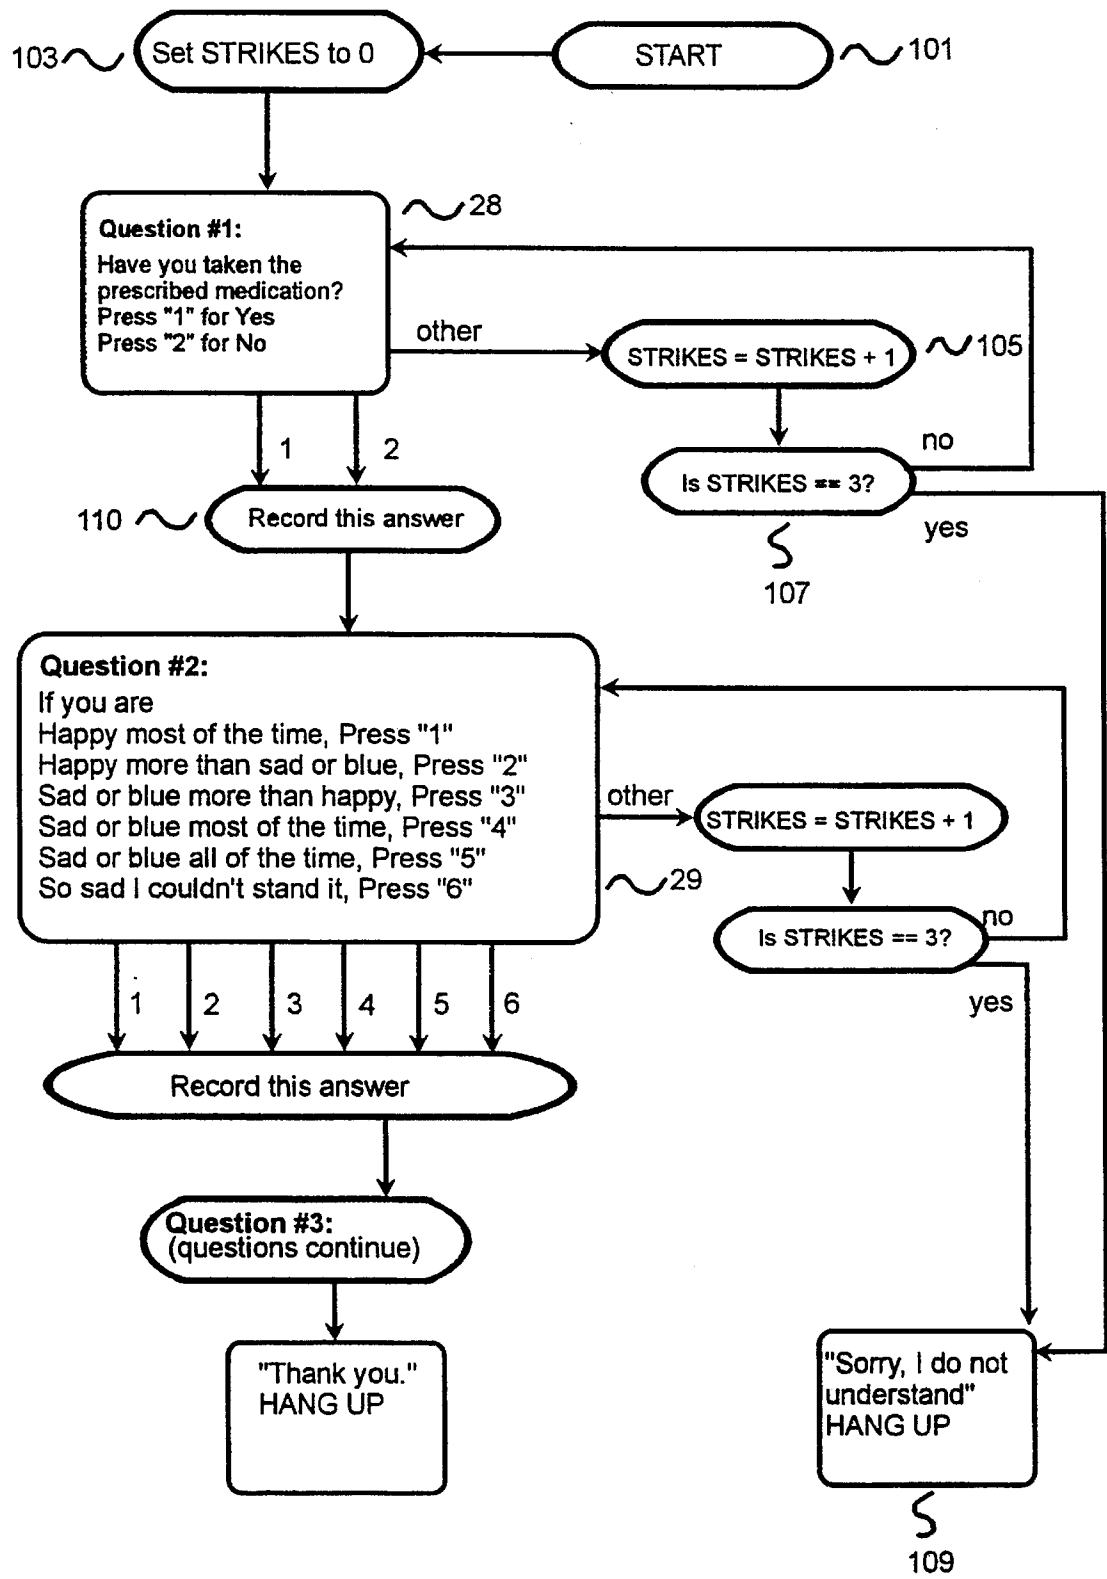 103
Set STRIKES to 0
START
101
28
Question #1:
Have you taken the
prescribed medication?
Press "1" for Yes
Press "2" for No
other
STRIKES = STRIKES + 1
105
1
2
no
Is STRIKES == 3?
yes
107
110
Record this answer
Question #2:
If you are
Happy most of the time, Press "1"
Happy more than sad or blue, Press "2"
Sad or blue more than happy, Press "3"
Sad or blue most of the time, Press "4"
Sad or blue all of the time, Press "5"
So sad I couldn't stand it, Press "6"
other
STRIKES = STRIKES + 1
29
no
Is STRIKES == 3?
yes
1
2
3
4
5
6
Record this answer
Question #3:
(questions continue)
"Thank you."
HANG UP
"Sorry, I do not
understand"
HANG UP
109